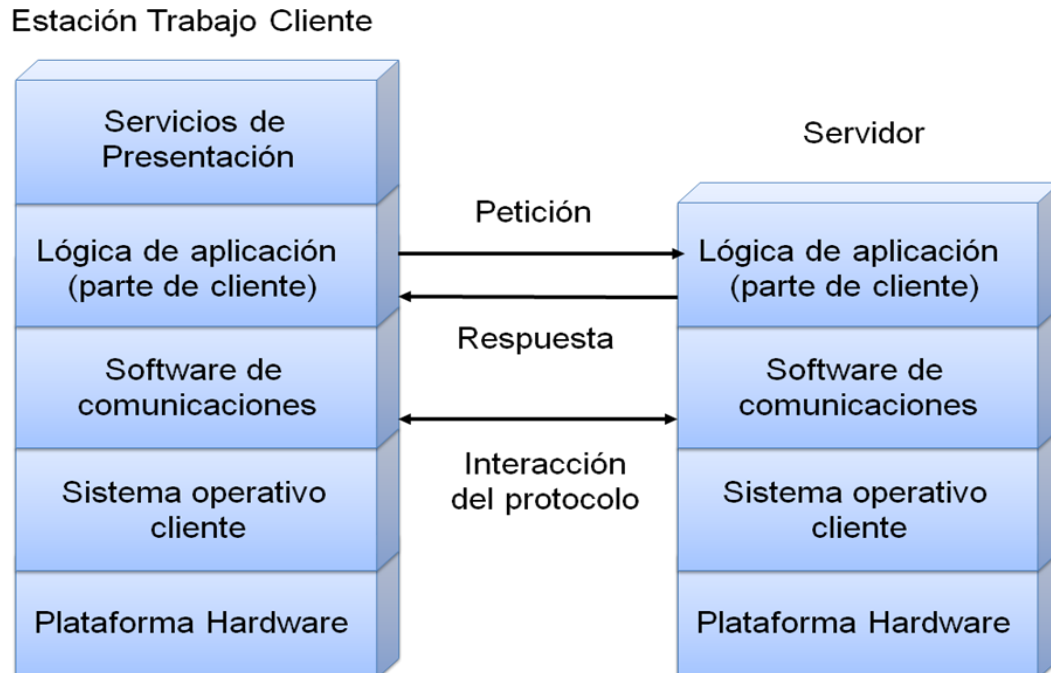 Estación Trabajo Cliente
Servicios de
Presentación
Lógica de aplicación
(parte de cliente)
Software de
comunicaciones
Sistema operativo
cliente
Plataforma Hardware
Petición
Respuesta
Interacción
del protocolo
Servidor
Lógica de aplicación
(parte de cliente)
Software de
comunicaciones
Sistema operativo
cliente
Plataforma Hardware